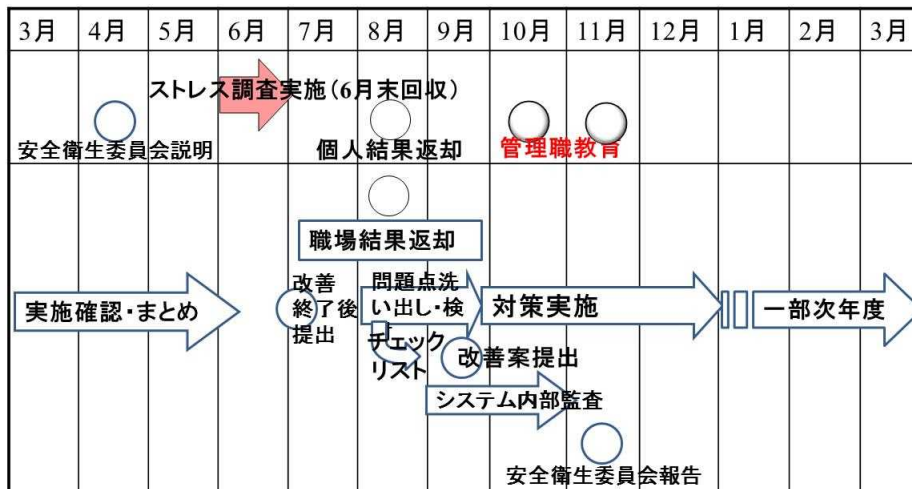 3月 4月 5月 6月 7月 8月 9月 10月 11月 12月 1月 2月 3月
ストレス調査実施(6月末回収)
安全衛生委員会説明
個人結果返却
管理職教育
職場結果返却
実施確認・まとめ
改善
終了後
提出
問題点洗
い出し・検
対策実施
一部次年度
チェック
リスト
改善案提出
システム内部監査
安全衛生委員会報告